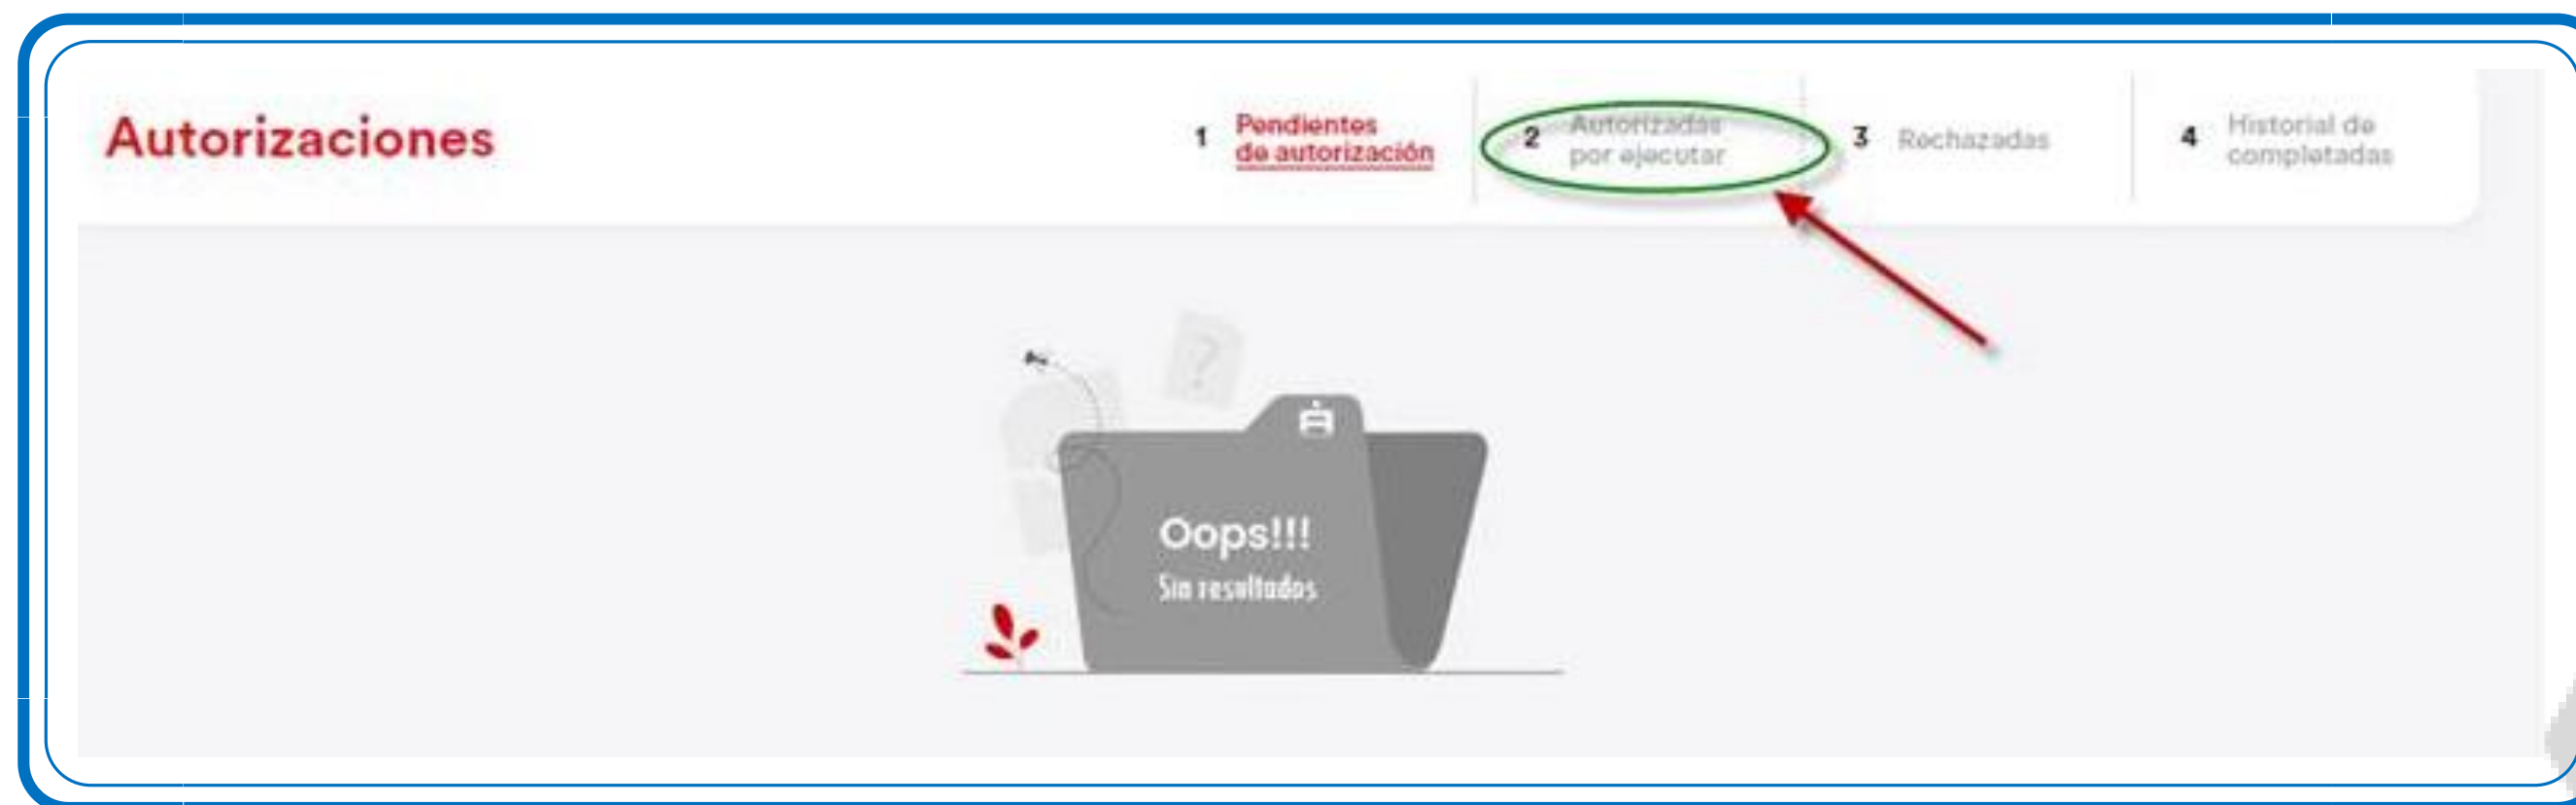 Autorizaciones
1 Pendientes
de autorización
2 Autorizadas
por ejecutar
3 Rechazadas
4 Historial de
completadas
?
Oops!!!
Sin resultados